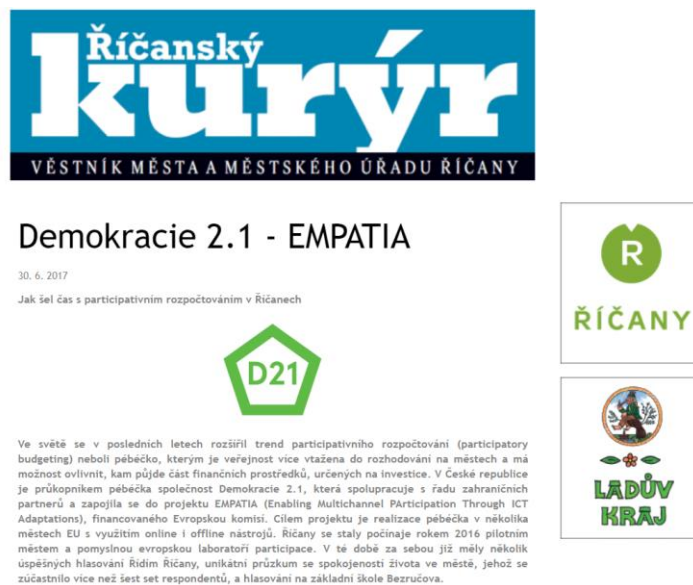 Říčanský
kurýr
VĚSTNÍK MĚSTA A MĚSTSKÉHO ÚŘADU ŘÍČANY
Demokracie 2.1 - EMPATIA
30. 6. 2017
Jak šel čas s participativním rozpočtováním v Říčanech
D21
Ve světě se v posledních letech rozšířil trend participativního rozpočtování (participatory
budgeting) neboli pébéčko, kterým je veřejnost více vtažena do rozhodování na městech a má
možnost ovlivnit, kam půjde část finančních prostředků, určených na investice. V České republice
je průkopníkem pébéčka společnost Demokracie 2.1, která spolupracuje s řadu zahraničních
partnerů a zapojila se do projektu EMPATIA (Enabling Multichannel PArticipation Through ICT
Adaptations), financovaného Evropskou komisí. Cílem projektu je realizace pébéčka v několika
městech EU s využitím online i offline nástrojů. Říčany se staly počínaje rokem 2016 pilotním
městem a pomyslnou evropskou laboratoří participace. V té době za sebou již měly několik
úspěšných hlasování Řídím Říčany, unikátní průzkum se spokojeností života ve městě, jehož se
zúčastnilo více než šest set respondentů, a hlasování na základní škole Bezručova.
Ř
ŘÍČANY
LADŮV
KRAJ